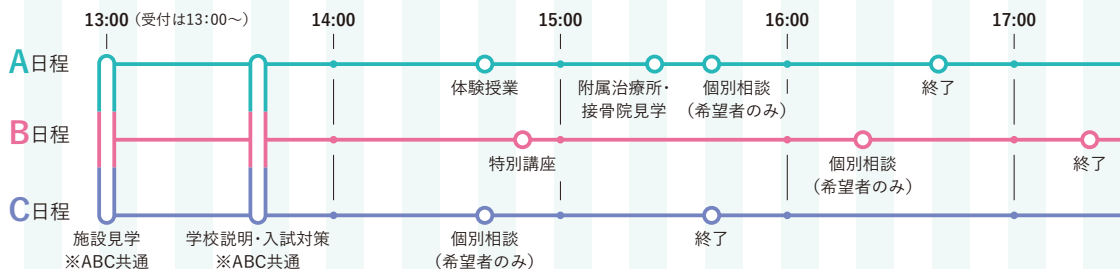 13:00 (受付は13:00〜)
14:00
15:00
16:00
17:00
A日程
体験授業
附属治療所・
接骨院見学
個別相談
(希望者のみ)
終了
B日程
特別講座
個別相談
(希望者のみ)
終了
C日程
施設見学
※ABC共通
学校説明・入試対策
※ABC共通
個別相談
(希望者のみ)
終了